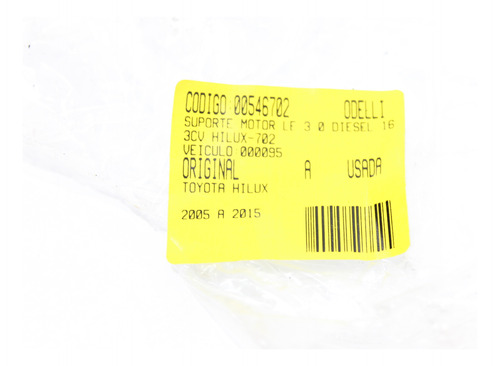 CODIGO 00546702 ODELLI
SUPORTE MOTOR LE 3 0 DIESEL 16
3CV HILUX-702
VEICULO 000095
ORIGINAL A USADA
TOYOTA HILUX
2005 A 2015